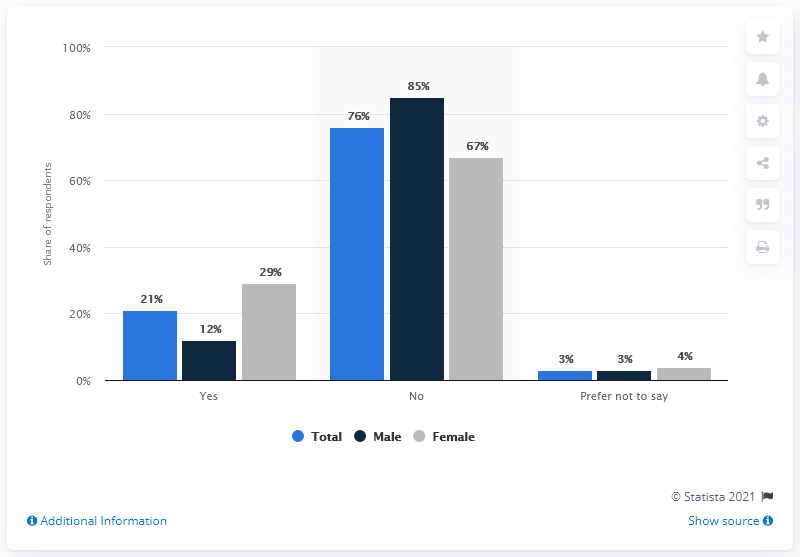 100%
80%
60%
40%
20%
0%
Share of respondents
21%
12%
29%
76%
85%
67%
3%
3%
4%
Yes
No
Prefer not to say
Total
Male
Female
© Statista 2021
Additional Information
Show source